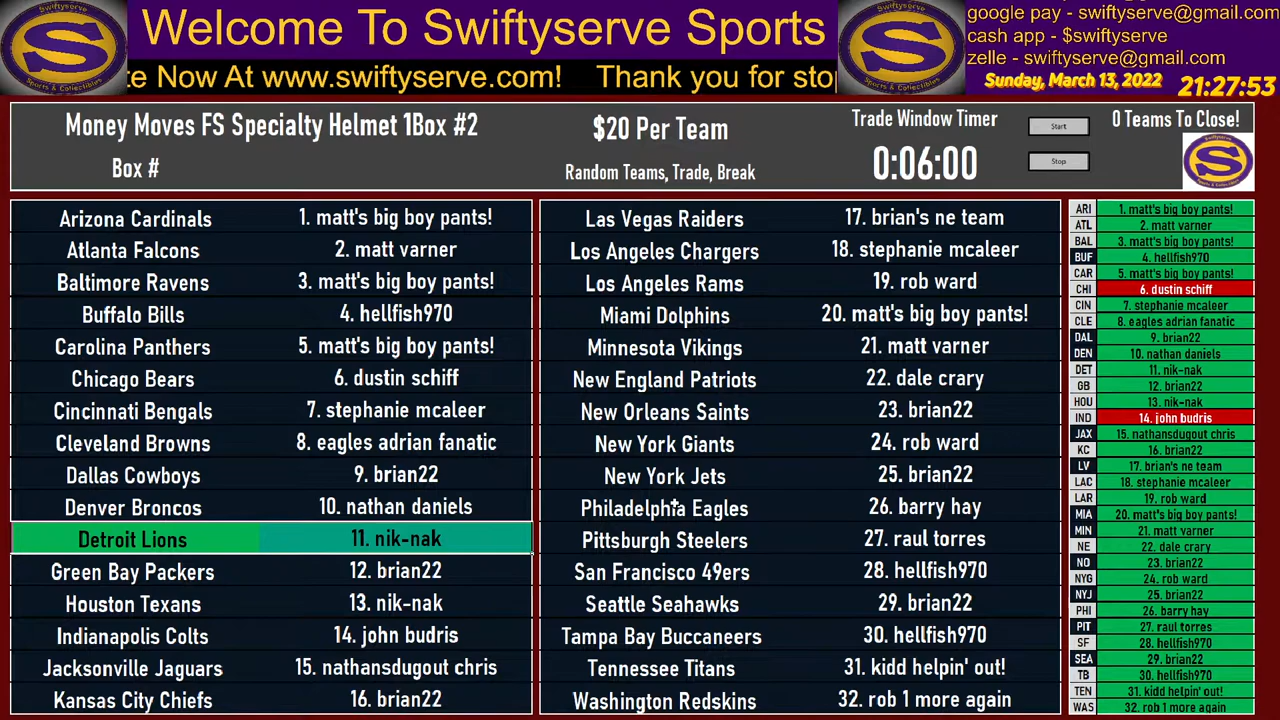 Welcome To Swiftyserve Sports
te Now At www.swiftyserve.com! Thank you for sto
google pay - swiftyserve@gmail.com
cash app - $swiftyserve
zelle - swiftyserve@gmail.com
Sunday, March 13, 2022 21:27:53
Sports & Collectibles
Sports & Collectibles
Money Moves FS Specialty Helmet 1Box #2
Box #
$20 Per Team
Random Teams, Trade, Break
Trade Window Timer
0:06:00
Start
Stop
0 Teams To Close!
Arizona Cardinals 1. matt's big boy pants!
Atlanta Falcons 2. matt varner
Baltimore Ravens 3. matt's big boy pants!
Buffalo Bills 4. hellfish970
Carolina Panthers 5. matt's big boy pants!
Chicago Bears 6. dustin schiff
Cincinnati Bengals 7. stephanie mcaleer
Cleveland Browns 8. eagles adrian fanatic
Dallas Cowboys 9. brian22
Denver Broncos 10. nathan daniels
Detroit Lions 11. nik-nak
Green Bay Packers 12. brian22
Houston Texans 13. nik-nak
Indianapolis Colts 14. john budris
Jacksonville Jaguars 15. nathansdugout chris
Kansas City Chiefs 16. brian22
Las Vegas Raiders 17. brian's ne team
Los Angeles Chargers 18. stephanie mcaleer
Los Angeles Rams 19. rob ward
Miami Dolphins 20. matt's big boy pants!
Minnesota Vikings 21. matt varner
New England Patriots 22. dale crary
New Orleans Saints 23. brian22
New York Giants 24. rob ward
New York Jets 25. brian22
Philadelphia Eagles 26. barry hay
Pittsburgh Steelers 27. raul torres
San Francisco 49ers 28. hellfish970
Seattle Seahawks 29. brian22
Tampa Bay Buccaneers 30. hellfish970
Tennessee Titans 31. kidd helpin' out!
Washington Redskins 32. rob 1 more again
ARI 1. matt's big boy pants!
ATL 2. matt varner
BAL 3. matt's big boy pants!
BUF 4. hellfish970
CAR 5. matt's big boy pants!
CHI 6. dustin schiff
CIN 7. stephanie mcaleer
CLE 8. eagles adrian fanatic
DAL 9. brian22
DEN 10. nathan daniels
DET 11. nik-nak
GB 12. brian22
HOU 13. nik-nak
IND 14. john budris
JAX 15. nathansdugout chris
KC 16. brian22
LV 17. brian's ne team
LAC 18. stephanie mcaleer
LAR 19. rob ward
MIA 20. matt's big boy pants!
MIN 21. matt varner
NE 22. dale crary
NO 23. brian22
NYG 24. rob ward
NYJ 25. brian22
PHI 26. barry hay
PIT 27. raul torres
SF 28. hellfish970
SEA 29. brian22
TB 30. hellfish970
TEN 31. kidd helpin' out!
WAS 32. rob 1 more again